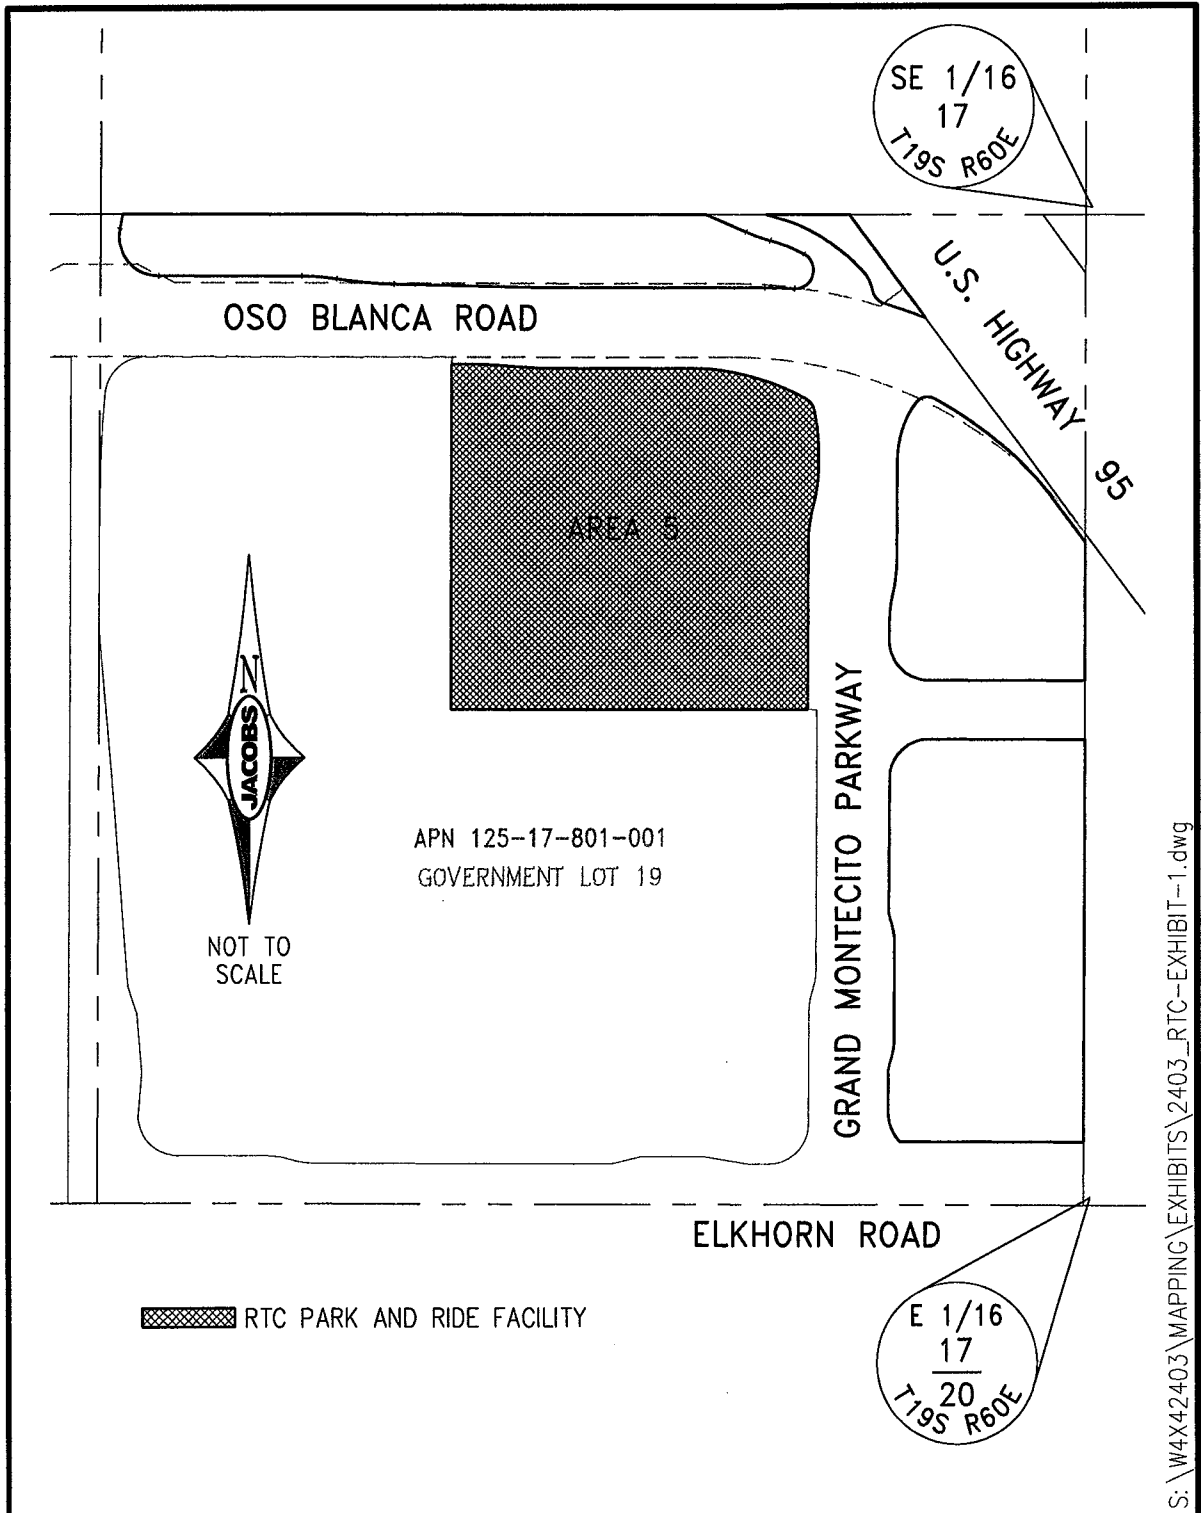 SE 1/16
17
T19S R60E
OSO BLANCA ROAD
U.S. HIGHWAY 95
AREA 5
N
JACOBS
NOT TO
SCALE
APN 125-17-801-001
GOVERNMENT LOT 19
GRAND MONTECITO PARKWAY
ELKHORN ROAD
RTC PARK AND RIDE FACILITY
E 1/16
17
20
T19S R60E
S:\W4X42403\MAPPING\EXHIBITS\2403_RTC-EXHIBIT-1.dwg